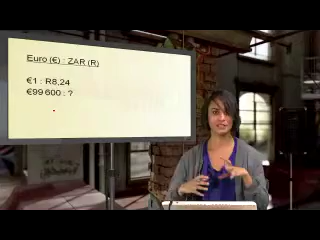 Euro (€) : ZAR (R)
€1 : R8,24
€99 600 : ?